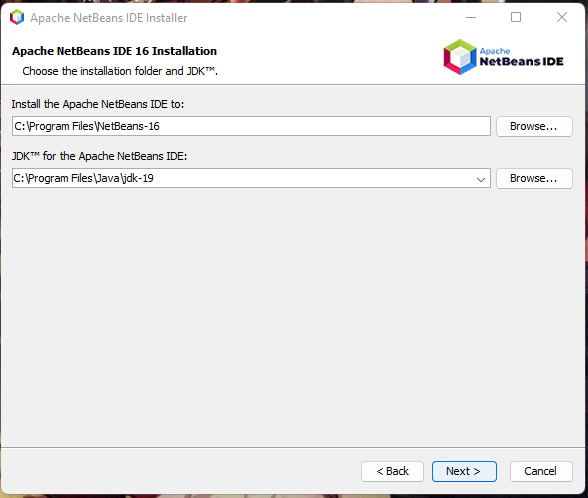 Apache NetBeans IDE Installer
Apache NetBeans IDE 16 Installation
Choose the installation folder and JDK™.
Apache
NetBeans IDE
Install the Apache NetBeans IDE to:
C:\Program Files\NetBeans-16
Browse...
JDK™ for the Apache NetBeans IDE:
C:\Program Files\Java\jdk-19
Browse...
< Back
Next >
Cancel